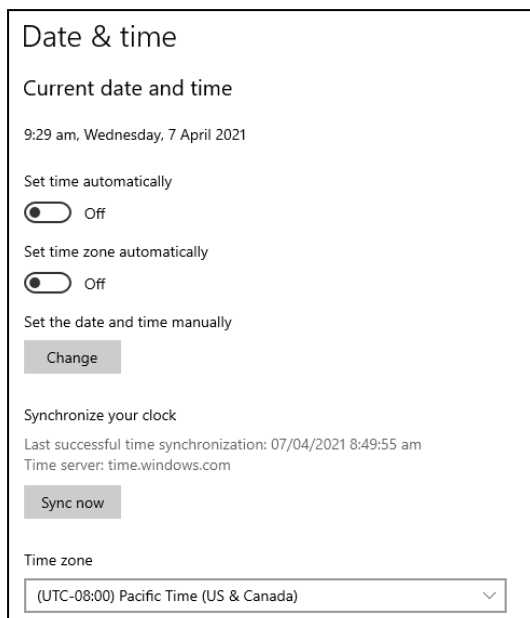 Date & time
Current date and time
9:29 am, Wednesday, 7 April 2021
Set time automatically
Off
Set time zone automatically
Off
Set the date and time manually
Change
Synchronize your clock
Last successful time synchronization: 07/04/2021 8:49:55 am
Time server: time.windows.com
Sync now
Time zone
(UTC-08:00) Pacific Time (US & Canada)